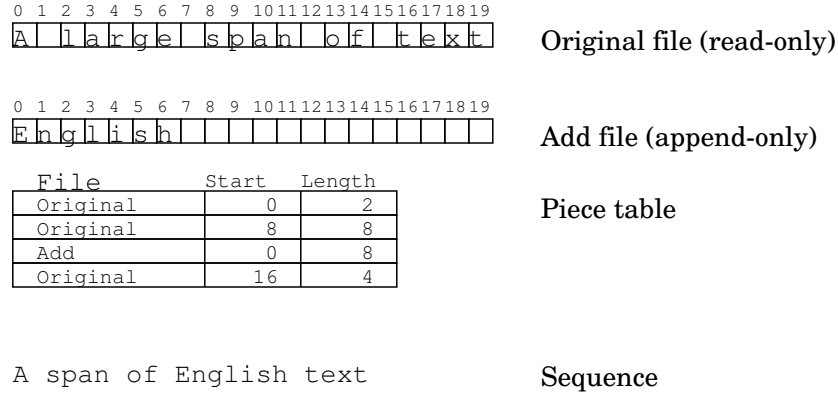 0 1 2 3 4 5 6 7 8 9 10 11 12 13 14 15 16 17 18 19
A large span of text Original file (read-only)
0 1 2 3 4 5 6 7 8 9 10 11 12 13 14 15 16 17 18 19
English Add file (append-only)
File Start Length
Original 0 2 Piece table
Original 8 8
Add 0 8
Original 16 4
A span of English text Sequence